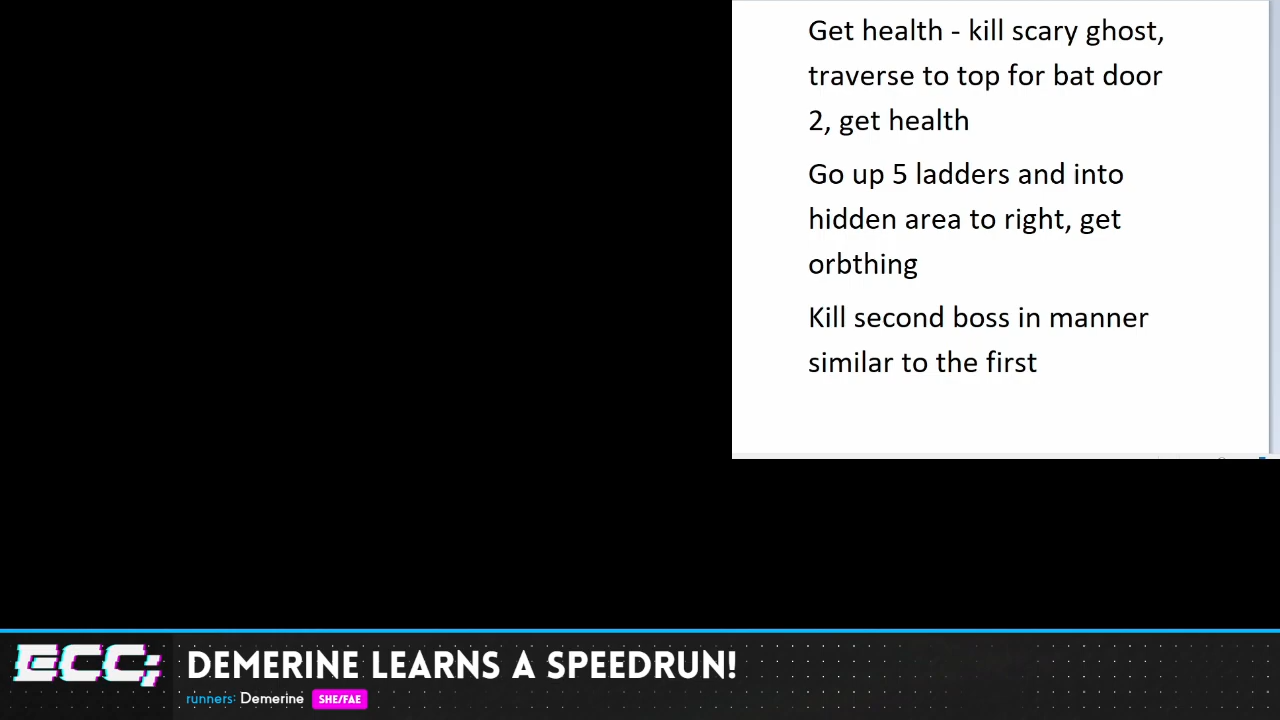 Get health - kill scary ghost,
traverse to top for bat door
2, get health
Go up 5 ladders and into
hidden area to right, get
orbthing
Kill second boss in manner
similar to the first
ECC;
DEMERINE LEARNS A SPEEDRUN!
runners: Demerine SHE/FAE